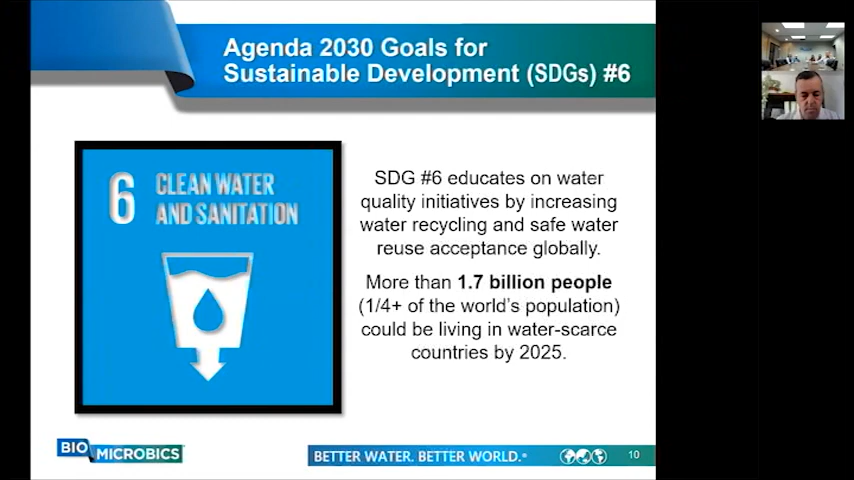 Agenda 2030 Goals for
Sustainable Development (SDGs) #6
6 CLEAN WATER
AND SANITATION
SDG #6 educates on water
quality initiatives by increasing
water recycling and safe water
reuse acceptance globally.
More than 1.7 billion people
(1/4+ of the world's population)
could be living in water-scarce
countries by 2025.
BIO
MICROBICS
BETTER WATER. BETTER WORLD.®
10